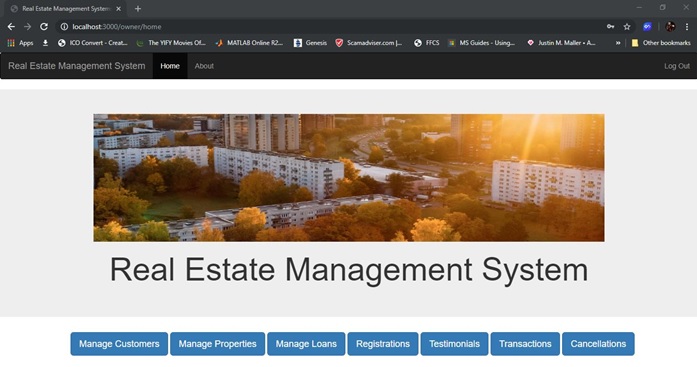 Real Estate Management System
localhost:3000/owner/home
Apps ICO Convert - Creat... The YIFY Movies Of... MATLAB Online R2... Genesis Scamadviser.com |... FFCS MS Guides - Using... Justin M. Maller • A... » Other bookmarks
Real Estate Management System Home About Log Out
Real Estate Management System
Manage Customers Manage Properties Manage Loans Registrations Testimonials Transactions Cancellations